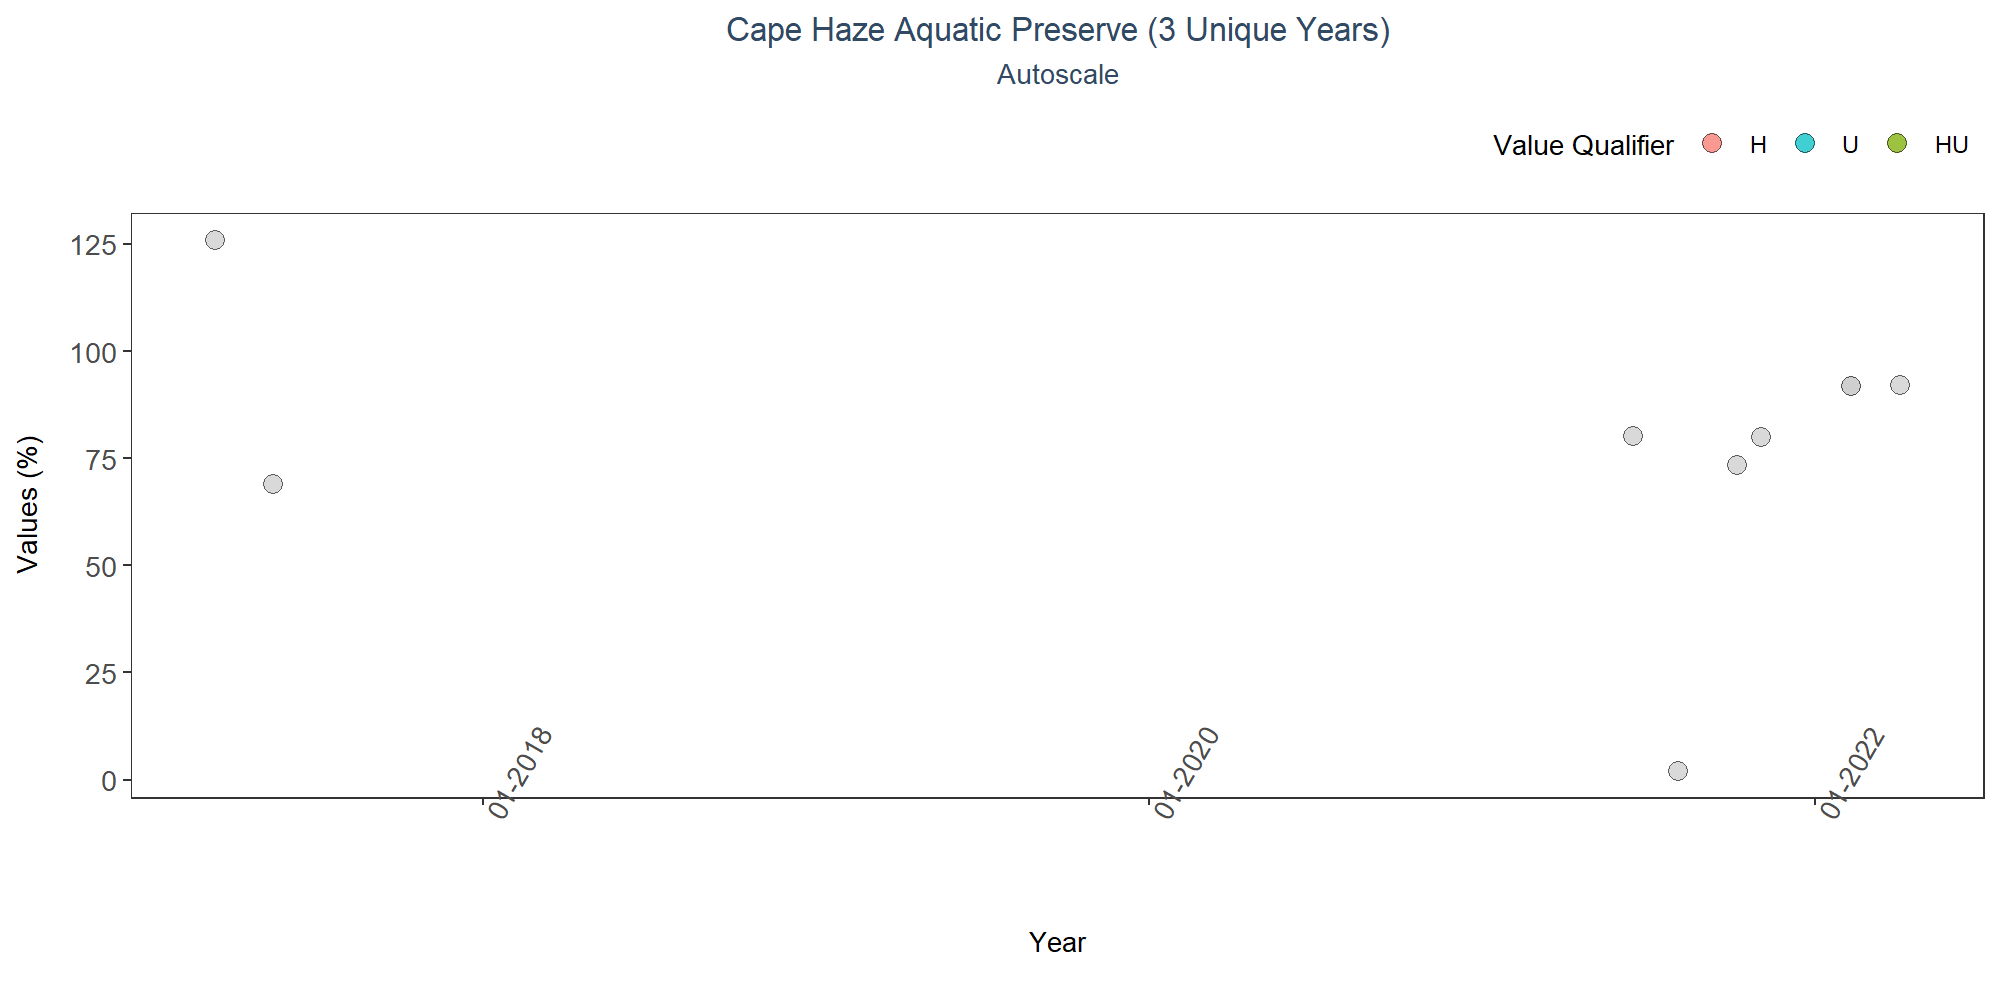 Cape Haze Aquatic Preserve (3 Unique Years)
Autoscale
Value Qualifier H U HU
125
100
75
50
25
0
Values (%)
01-2018
01-2020
01-2022
Year